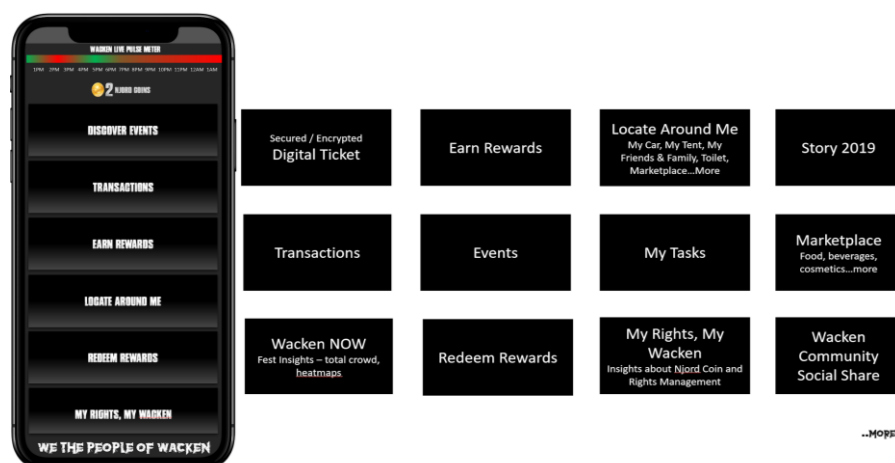 WACKEN LIVE PULSE METER
1PM 2PM 3PM 4PM 5PM 6PM 7PM 8PM 9PM 10PM 11PM 12AM 1AM
2 NJORD COINS
DISCOVER EVENTS
TRANSACTIONS
EARN REWARDS
LOCATE AROUND ME
REDEEM REWARDS
MY RIGHTS, MY WACKEN
WE THE PEOPLE OF WACKEN
Secured / Encrypted
Digital Ticket
Earn Rewards
Locate Around Me
My Car, My Tent, My
Friends & Family, Toilet,
Marketplace...More
Story 2019
Transactions
Events
My Tasks
Marketplace
Food, beverages,
cosmetics...more
Wacken NOW
Fest Insights – total crowd,
heatmaps
Redeem Rewards
My Rights, My
Wacken
Insights about Njord Coin and
Rights Management
Wacken
Community
Social Share
..MORE